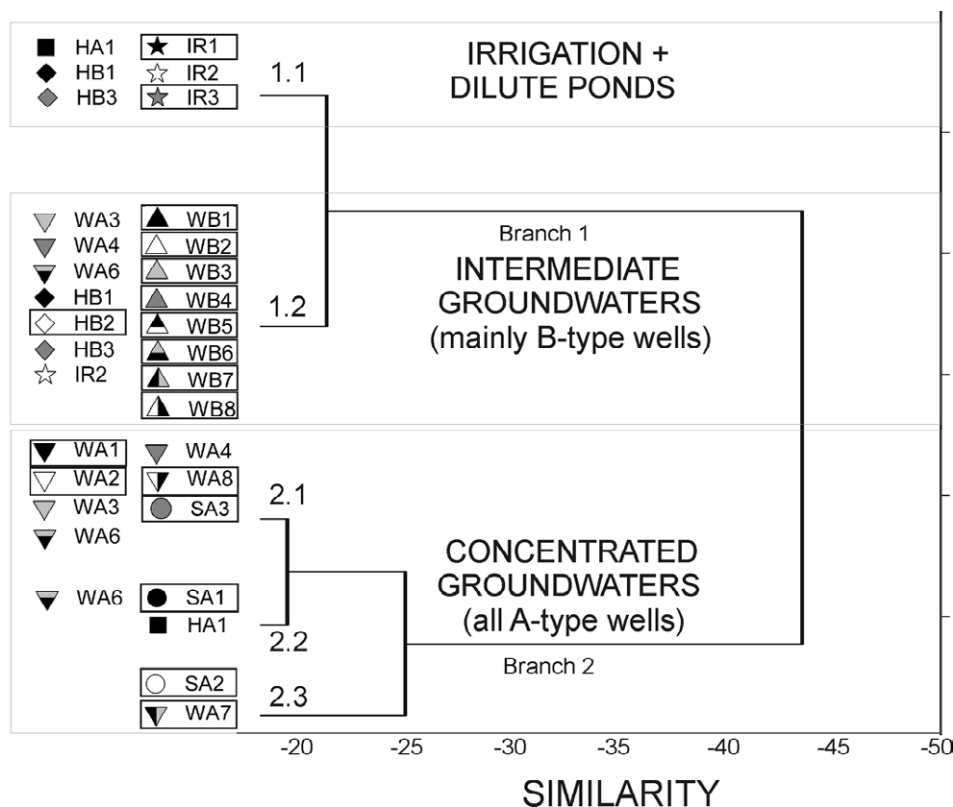 HA1 IR1
HB1 IR2
HB3 IR3
1.1
IRRIGATION +
DILUTE PONDS
WA3 WB1
WA4 WB2
WA6 WB3
HB1 WB4
HB2 WB5
HB3 WB6
IR2 WB7
WB8
1.2
Branch 1
INTERMEDIATE
GROUNDWATERS
(mainly B-type wells)
WA1 WA4
WA2 WA8
WA3 SA3
WA6
2.1
WA6 SA1
HA1
2.2
SA2
WA7
2.3
CONCENTRATED
GROUNDWATERS
(all A-type wells)
Branch 2
-20 -25 -30 -35 -40 -45 -50
SIMILARITY